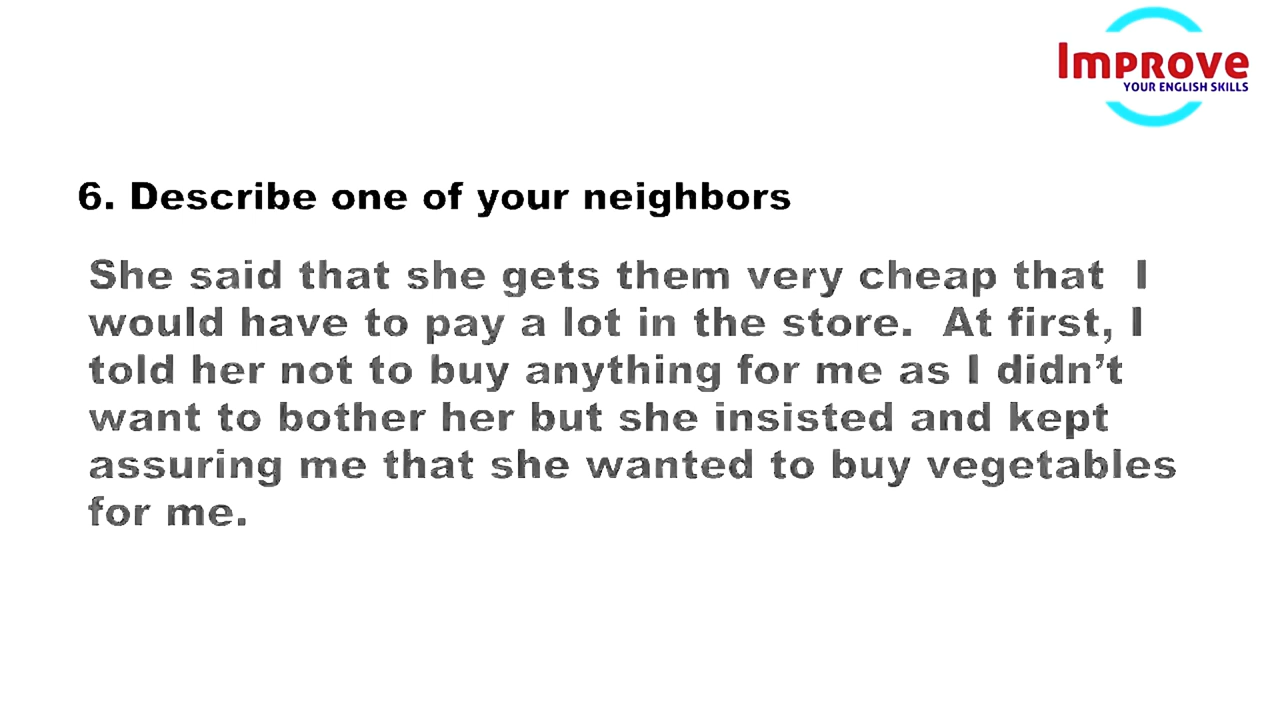 Improve
YOUR ENGLISH SKILLS
6. Describe one of your neighbors
She said that she gets them very cheap that  I
would have to pay a lot in the store.  At first, I
told her not to buy anything for me as I didn’t
want to bother her but she insisted and kept
assuring me that she wanted to buy vegetables
for me.